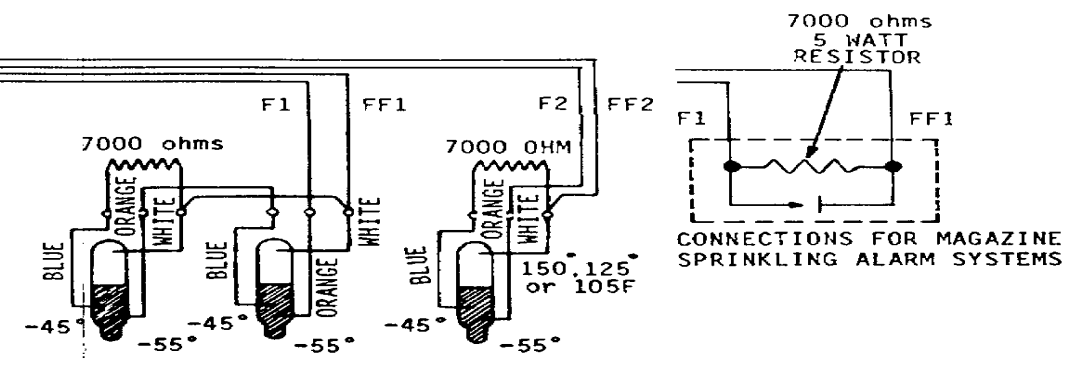 7000 ohms
5 WATT
RESISTOR
F1
FF1
F2
FF2
F1
FF1
7000 ohms
7000 OHM
ORANGE
WHITE
BLUE
WHITE
BLUE
ORANGE
ORANGE
WHITE
BLUE
150°,125°
or 105F
-45°
-55°
-45°
-55°
-45°
-55°
CONNECTIONS FOR MAGAZINE
SPRINKLING ALARM SYSTEMS